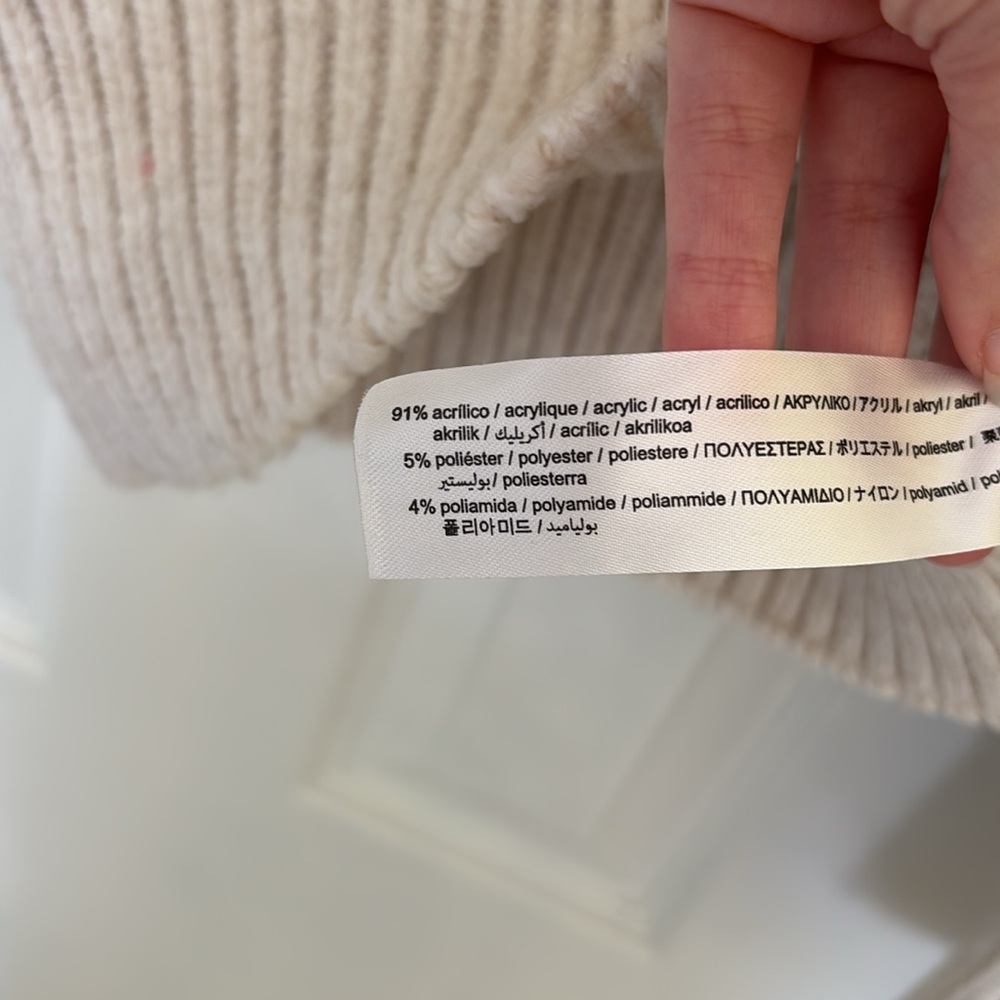 91% acrílico / acrylique / acrylic / acryl / acrilico / ΑΚΡΥΛΙΚΟ / アクリル / akryl / akril /
akrilik / أكريليك / acrílic / akrilikoa
5% poliéster / polyester / poliestere / ΠΟΛΥΕΣΤΕΡΑΣ / ポリエステル / poliester /
بوليستير / poliesterra
4% poliamida / polyamide / poliammide / ΠΟΛΥΑΜΙΔΙΟ / ナイロン / polyamid /
폴리아미드 / بولياميد